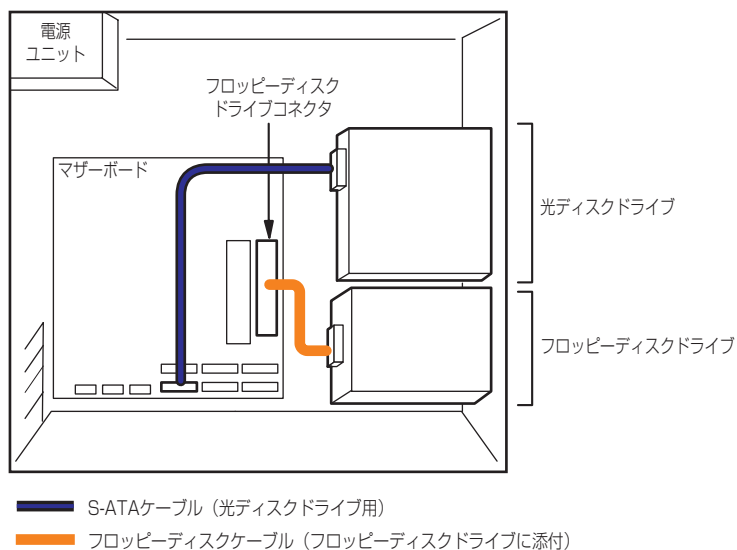 電源
ユニット
フロッピーディスク
ドライブコネクタ
マザーボード
光ディスクドライブ
フロッピーディスクドライブ
S-ATAケーブル（光ディスクドライブ用）
フロッピーディスクケーブル（フロッピーディスクドライブに添付）